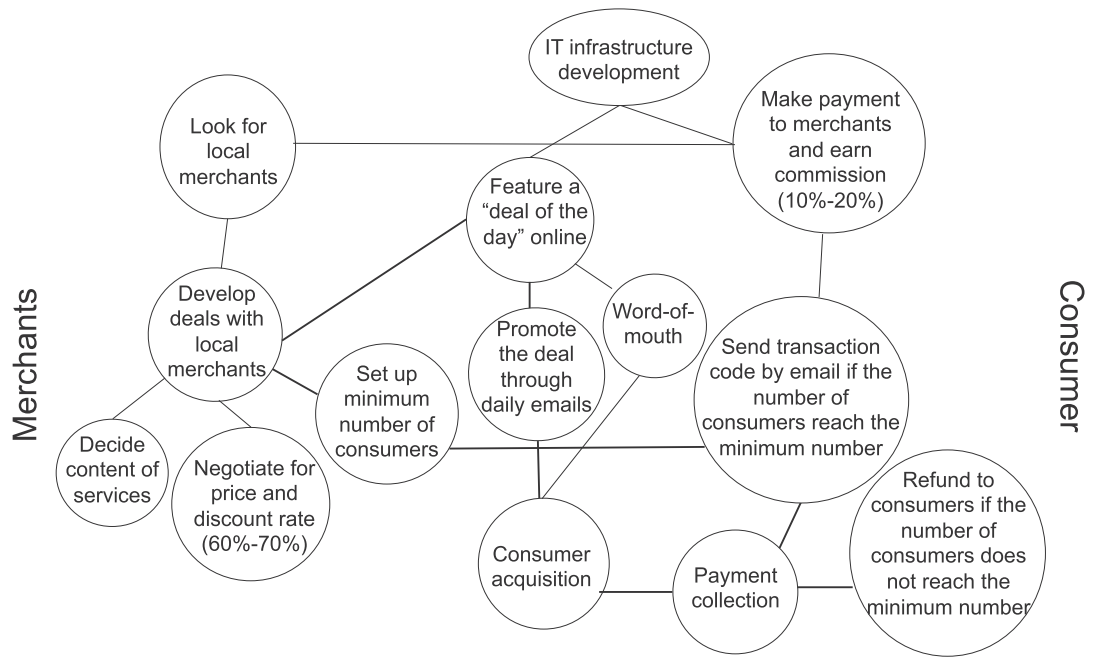 IT infrastructure
development
Make payment
to merchants
and earn
commission
(10%-20%)
Look for
local
merchants
Feature a
“deal of the
day” online
Develop
deals with
local
merchants
Word-of-
mouth
Promote
the deal
through
daily emails
Send transaction
code by email if the
number of
consumers reach the
minimum number
Set up
minimum
number of
consumers
Decide
content of
services
Negotiate for
price and
discount rate
(60%-70%)
Consumer
acquisition
Payment
collection
Refund to
consumers if the
number of
consumers does
not reach the
minimum number
Merchants
Consumer